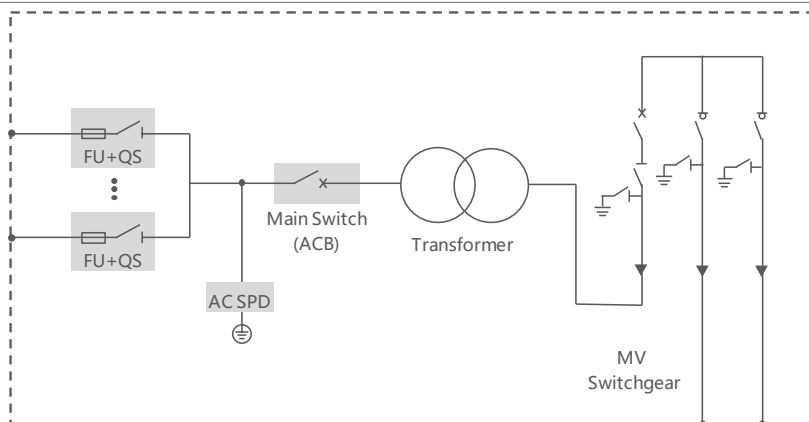 FU+QS
FU+QS
AC SPD
Main Switch
(ACB)
Transformer
MV
Switchgear